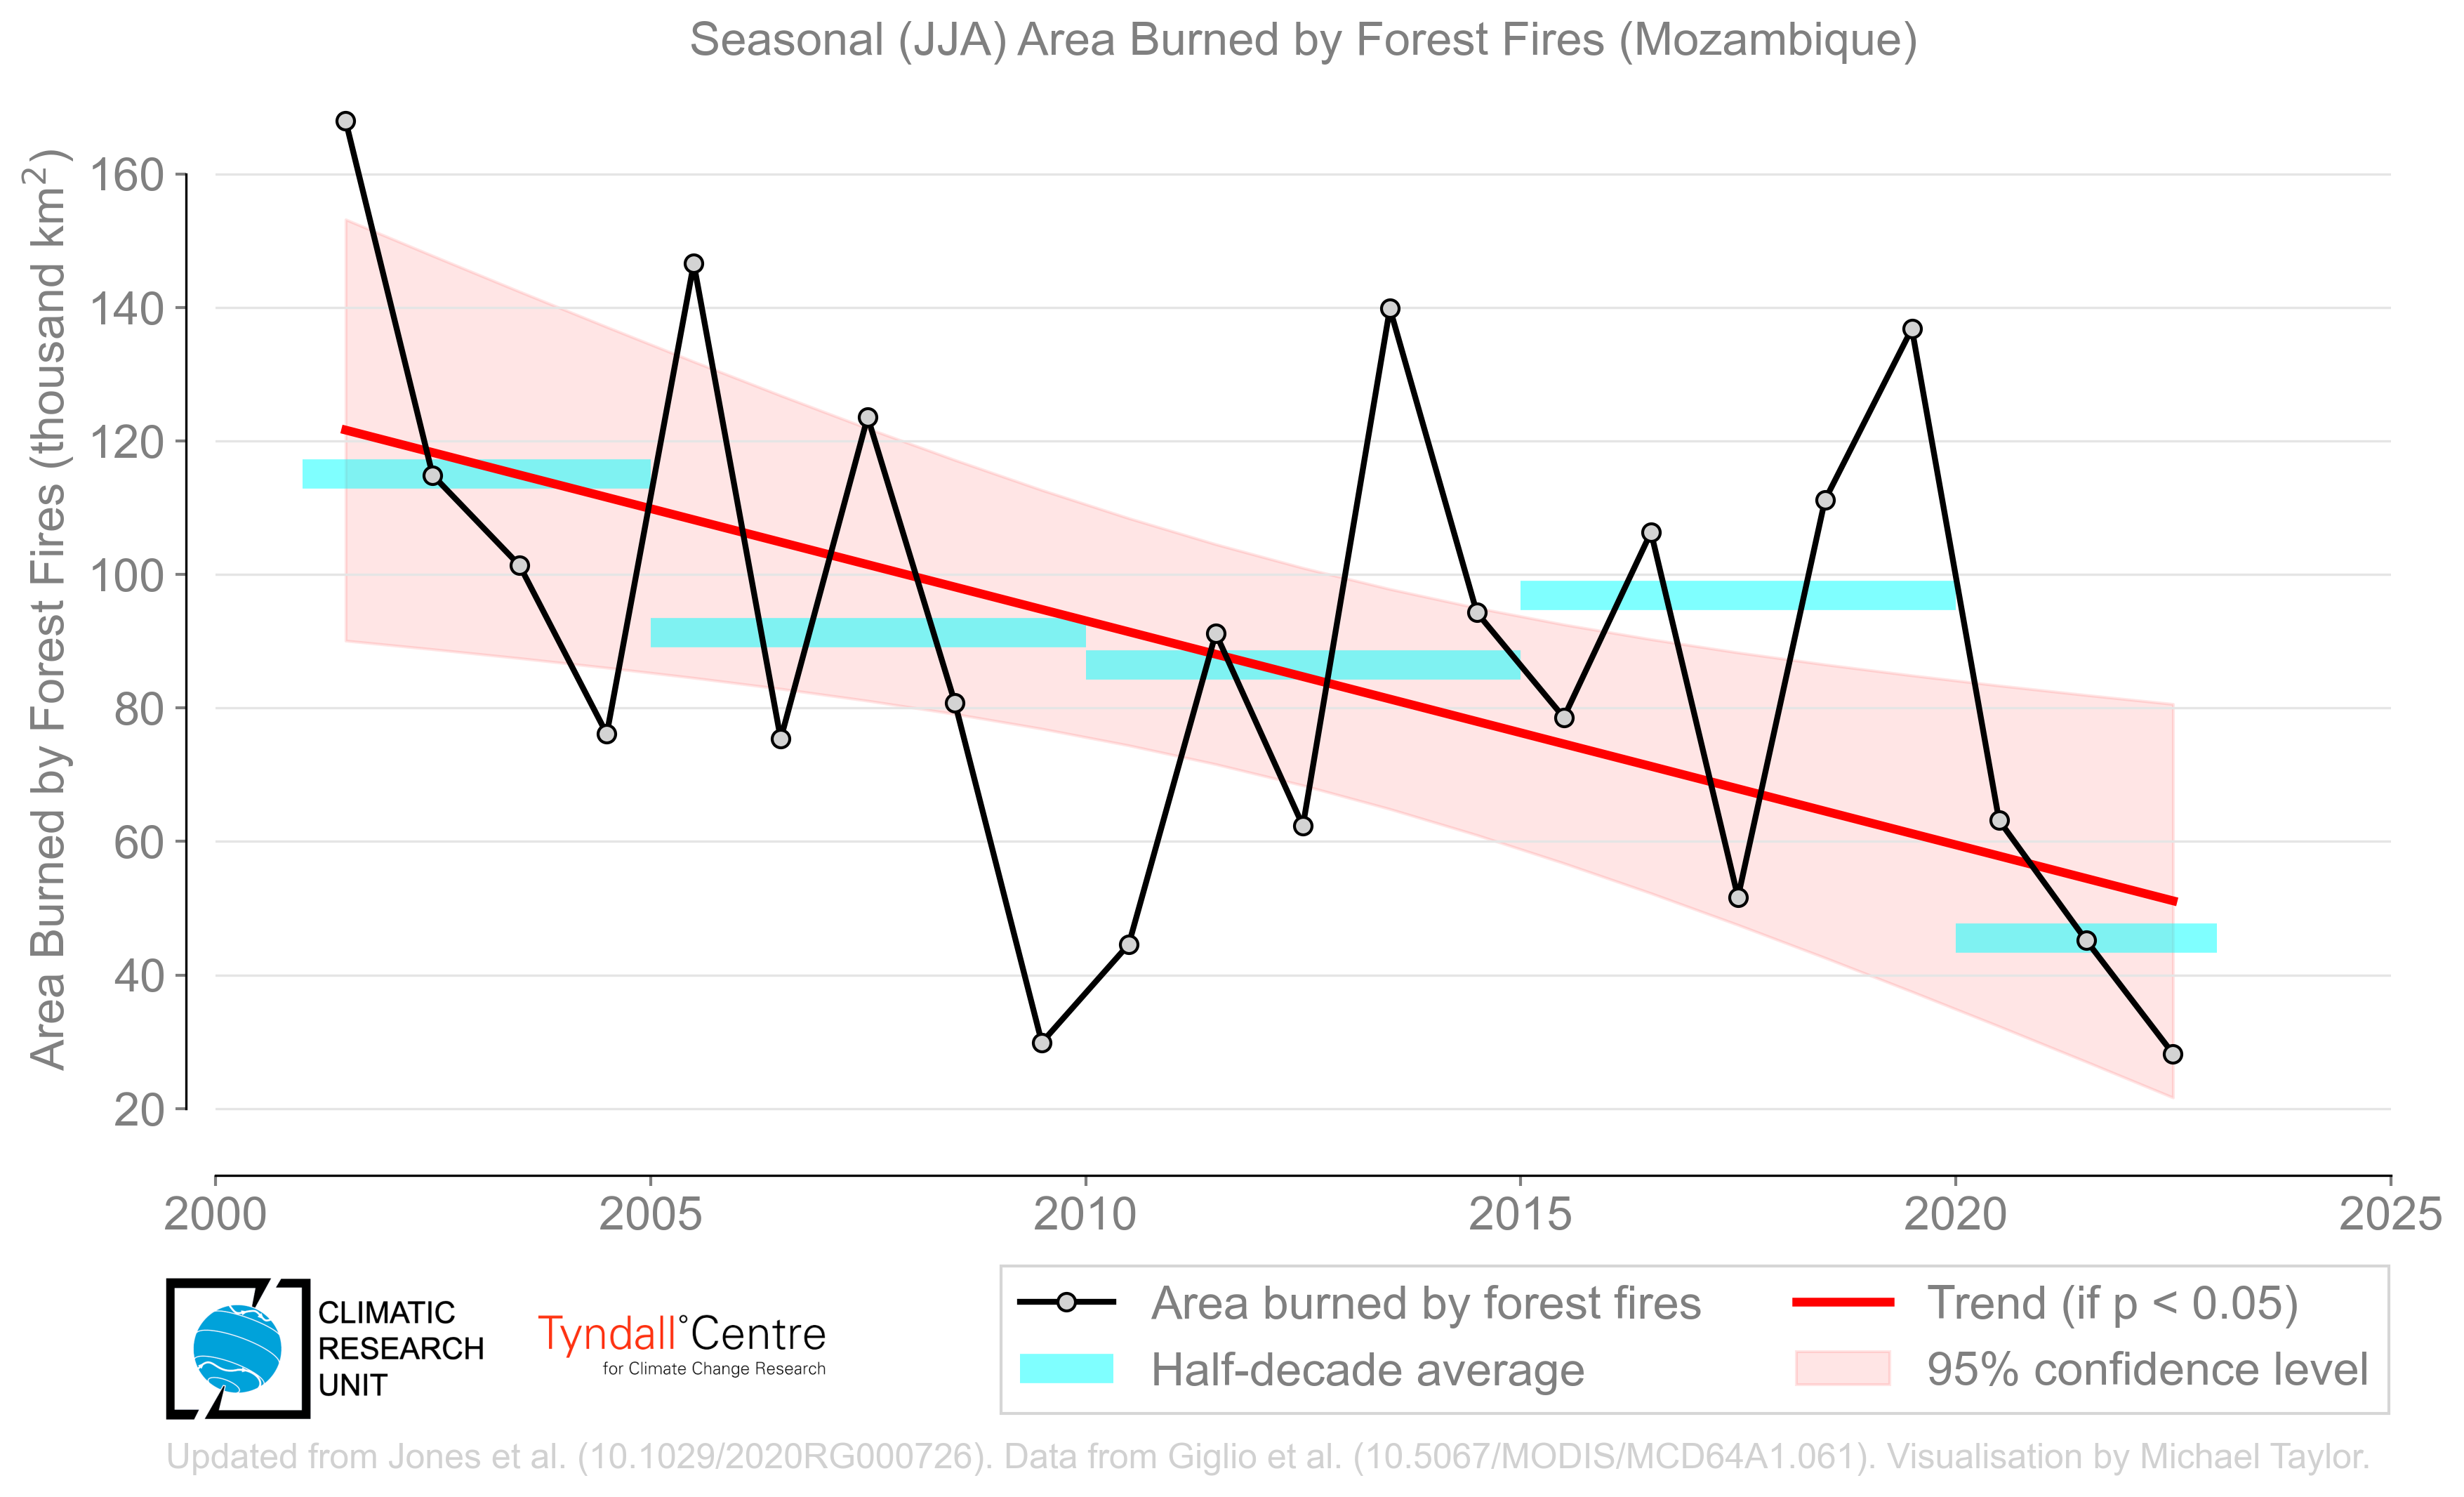 Seasonal (JJA) Area Burned by Forest Fires (Mozambique)
Area Burned by Forest Fires (thousand km²)
160
140
120
100
80
60
40
20
2000 2005 2010 2015 2020 2025
CLIMATIC
RESEARCH
UNIT
Tyndall°Centre
for Climate Change Research
Area burned by forest fires
Half-decade average
Trend (if p < 0.05)
95% confidence level
Updated from Jones et al. (10.1029/2020RG000726). Data from Giglio et al. (10.5067/MODIS/MCD64A1.061). Visualisation by Michael Taylor.